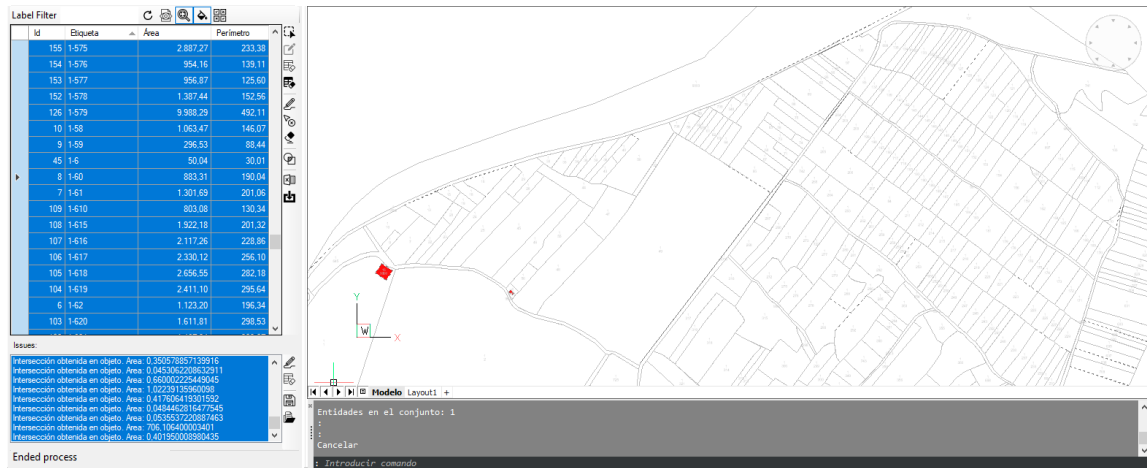 Label Filter
Id Etiqueta Área Perímetro
155 1-575 2.887,27 233,38
154 1-576 954,16 139,11
153 1-577 956,87 125,60
152 1-578 1.387,44 152,56
126 1-579 9.988,29 492,11
10 1-58 1.063,47 146,07
9 1-59 296,53 88,44
45 1-6 50,04 30,01
8 1-60 883,31 190,04
7 1-61 1.301,69 201,06
109 1-610 803,08 130,34
108 1-615 1.922,18 201,32
107 1-616 2.117,26 228,86
106 1-617 2.330,12 256,10
105 1-618 2.656,55 282,18
104 1-619 2.411,10 295,64
6 1-62 1.123,20 196,34
103 1-620 1.611,81 298,53
Issues:
Intersección obtenida en objeto. Area: 0,350578857139916
Intersección obtenida en objeto. Area: 0,0453062208632911
Intersección obtenida en objeto. Area: 0,660002225449045
Intersección obtenida en objeto. Area: 1,02239135960098
Intersección obtenida en objeto. Area: 0,417606419301592
Intersección obtenida en objeto. Area: 0,0484462816477545
Intersección obtenida en objeto. Area: 0,0535537220887463
Intersección obtenida en objeto. Area: 706,106400003401
Intersección obtenida en objeto. Area: 0,401950008980435
Ended process
Y
W
X
Modelo Layout1 +
Entidades en el conjunto: 1
:
:
Cancelar
: Introducir comando